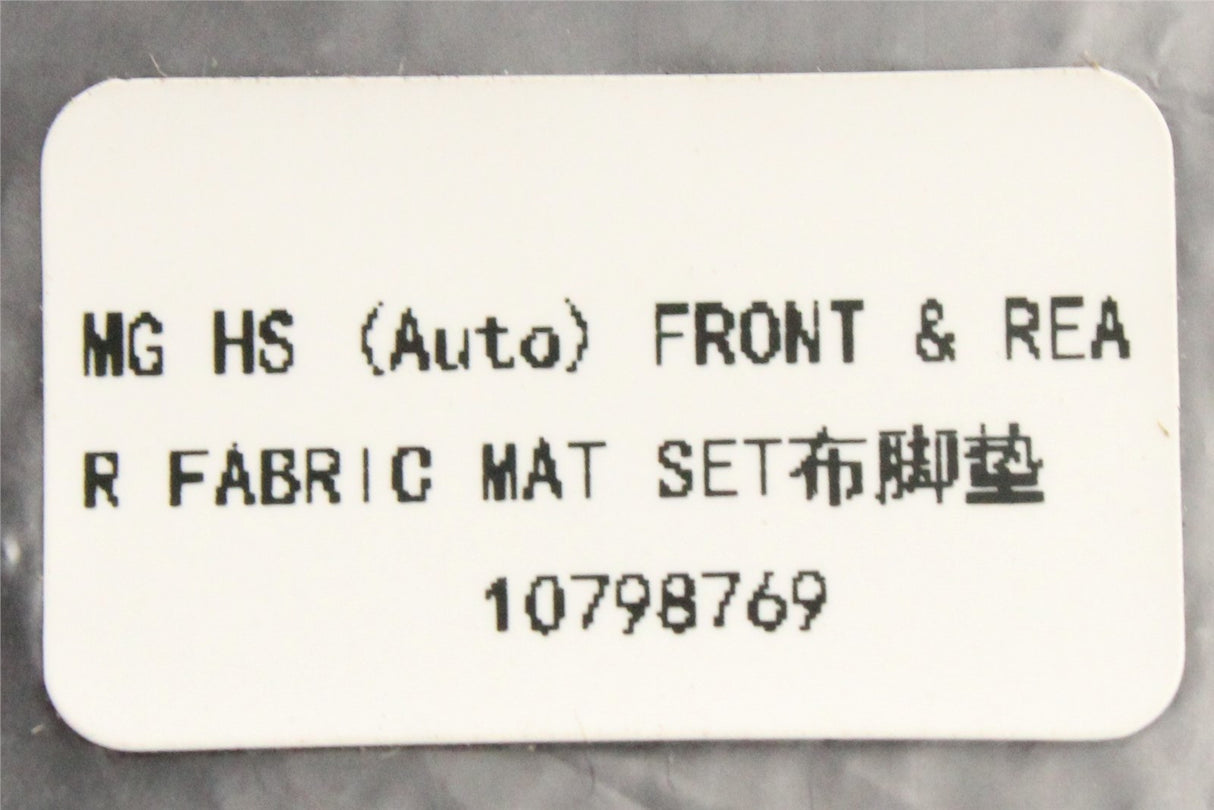 MG HS (Auto) FRONT & REA
R FABRIC MAT SET布脚垫
10798769